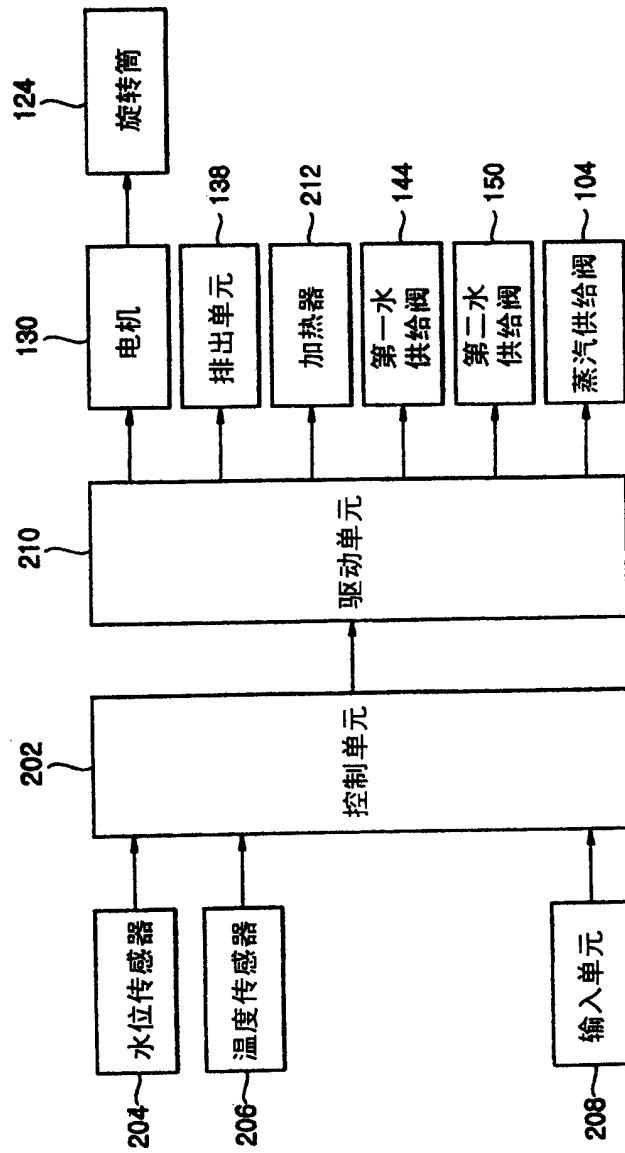 204
水位传感器
206
温度传感器
208
输入单元
202
控制单元
210
驱动单元
130
电机
124
旋转筒
排出单元
138
加热器
212
第一水
供给阀
144
第二水
供给阀
150
蒸汽供给阀
104